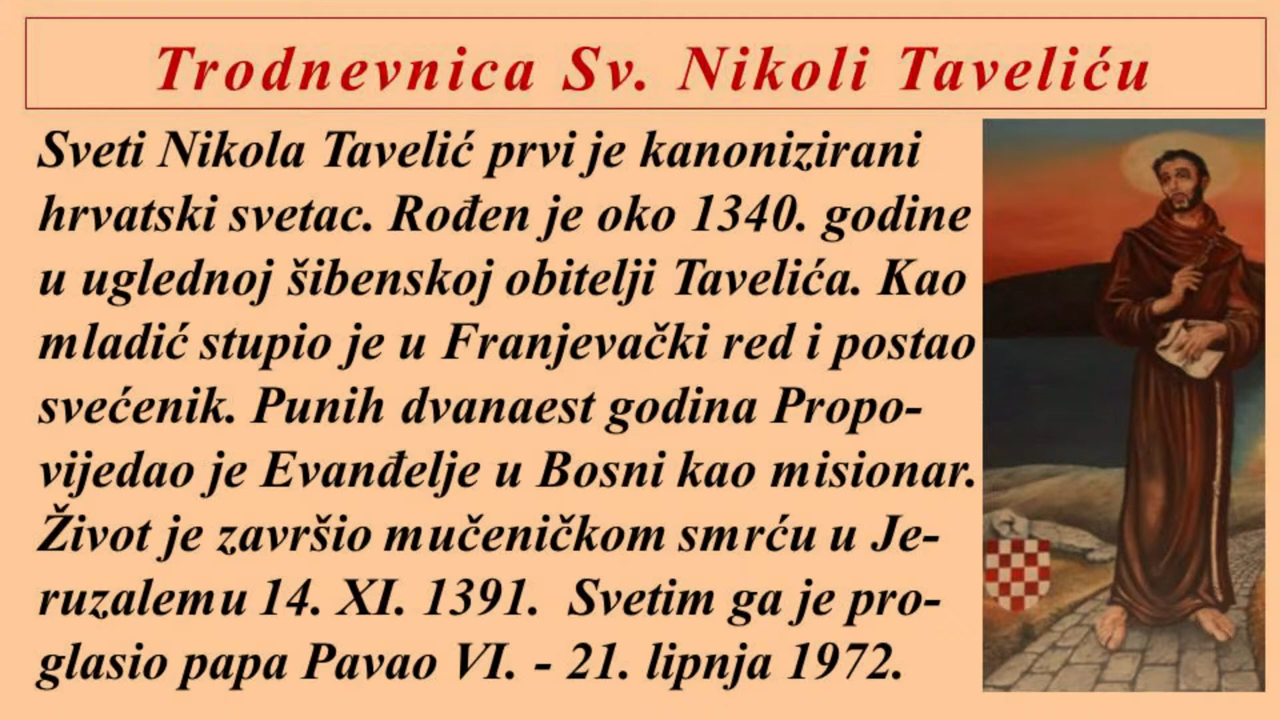 Trodnevnica Sv. Nikoli Taveliću
Sveti Nikola Tavelić prvi je kanonizirani
hrvatski svetac. Rođen je oko 1340. godine
u uglednoj šibenskoj obitelji Tavelića. Kao
mladić stupio je u Franjevački red i postao
svećenik. Punih dvanaest godina Propo-
vijedao je Evanđelje u Bosni kao misionar.
Život je završio mučeničkom smrću u Je-
ruzalemu 14. XI. 1391. Svetim ga je pro-
glasio papa Pavao VI. - 21. lipnja 1972.